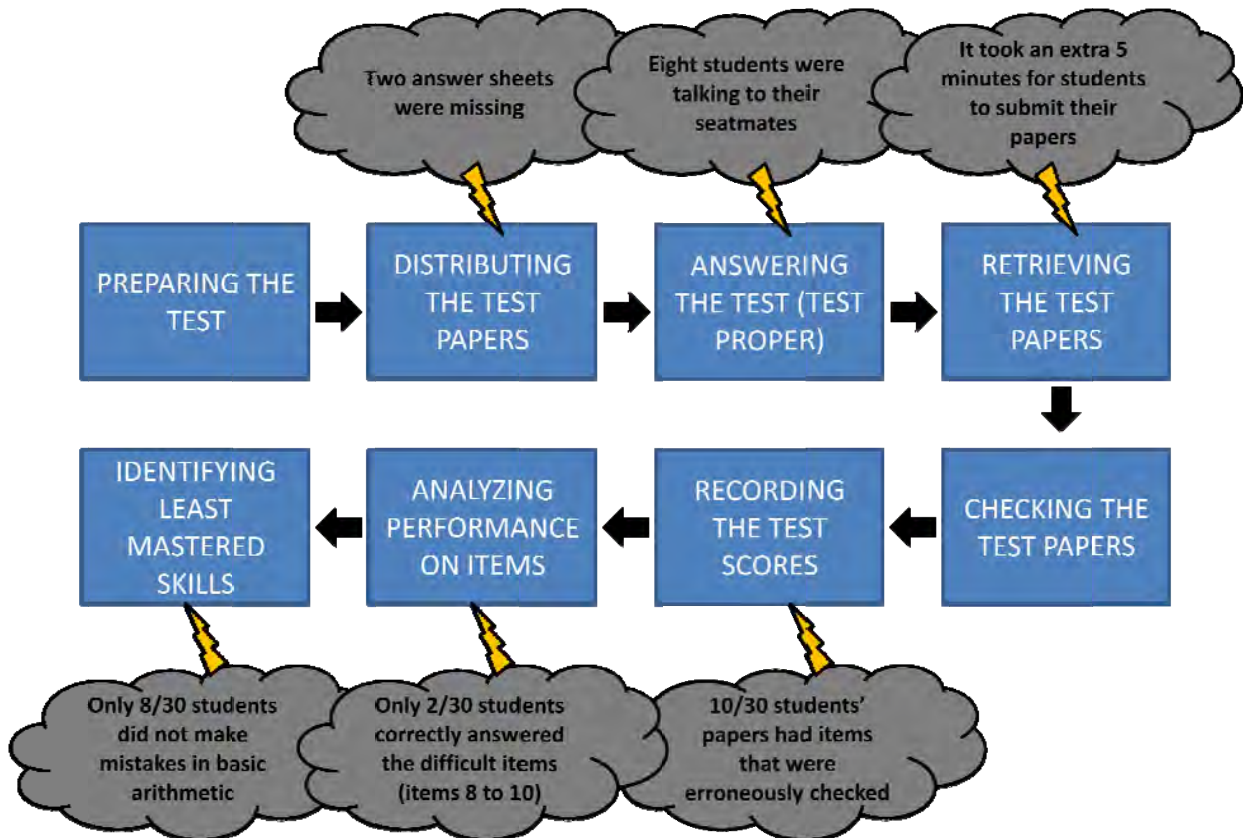 Two answer sheets
were missing
Eight students were
talking to their
seatmates
It took an extra 5
minutes for students
to submit their
papers
PREPARING THE
TEST
DISTRIBUTING
THE TEST
PAPERS
ANSWERING
THE TEST (TEST
PROPER)
RETRIEVING
THE TEST
PAPERS
CHECKING THE
TEST PAPERS
RECORDING
THE TEST
SCORES
ANALYZING
PERFORMANCE
ON ITEMS
IDENTIFYING
LEAST
MASTERED
SKILLS
Only 8/30 students
did not make
mistakes in basic
arithmetic
Only 2/30 students
correctly answered
the difficult items
(items 8 to 10)
10/30 students’
papers had items
that were
erroneously checked